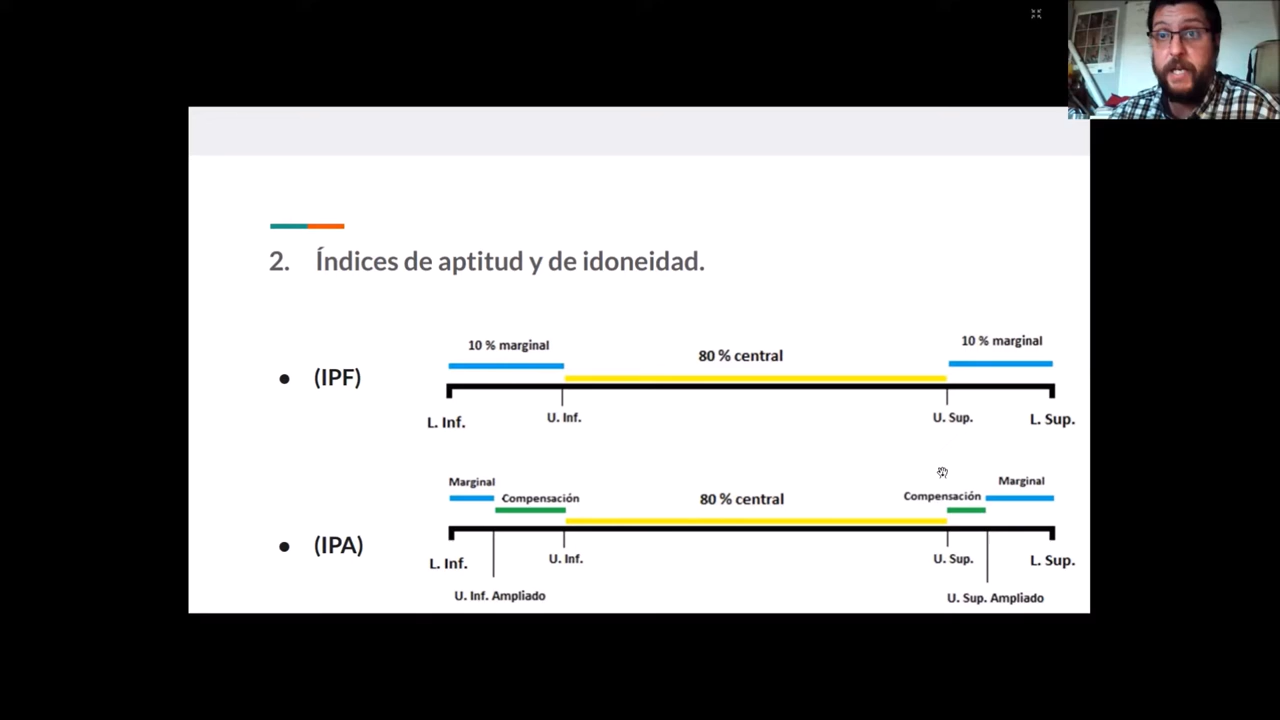 2. Índices de aptitud y de idoneidad.
10 % marginal
80 % central
10 % marginal
● (IPF)
L. Inf.
U. Inf.
U. Sup.
L. Sup.
Marginal
Compensación
80 % central
Compensación
Marginal
● (IPA)
L. Inf.
U. Inf.
U. Sup.
L. Sup.
U. Inf. Ampliado
U. Sup. Ampliado